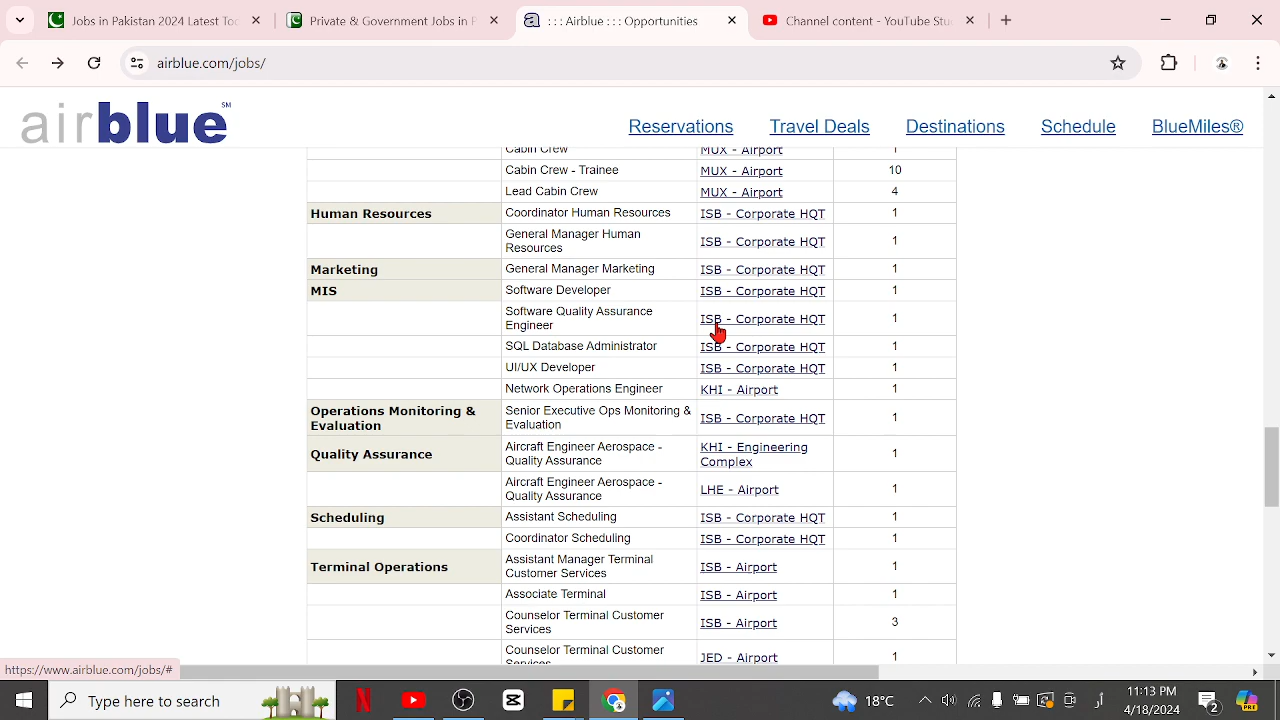 Jobs in Pakistan 2024 Latest To
Private & Government Jobs in
: : : Airblue : : : Opportunities
Channel content - YouTube Stu
airblue.com/jobs/
airblue SM
Reservations Travel Deals Destinations Schedule BlueMiles®
Cabin Crew MUX - Airport 1
Cabin Crew - Trainee MUX - Airport 10
Lead Cabin Crew MUX - Airport 4
Human Resources Coordinator Human Resources ISB - Corporate HQT 1
General Manager Human
Resources ISB - Corporate HQT 1
Marketing General Manager Marketing ISB - Corporate HQT 1
MIS Software Developer ISB - Corporate HQT 1
Software Quality Assurance
Engineer ISB - Corporate HQT 1
SQL Database Administrator ISB - Corporate HQT 1
UI/UX Developer ISB - Corporate HQT 1
Network Operations Engineer KHI - Airport 1
Operations Monitoring &
Evaluation
Senior Executive Ops Monitoring &
Evaluation ISB - Corporate HQT 1
Quality Assurance
Aircraft Engineer Aerospace -
Quality Assurance
KHI - Engineering
Complex 1
Aircraft Engineer Aerospace -
Quality Assurance LHE - Airport 1
Scheduling Assistant Scheduling ISB - Corporate HQT 1
Coordinator Scheduling ISB - Corporate HQT 1
Terminal Operations
Assistant Manager Terminal
Customer Services ISB - Airport 1
Associate Terminal ISB - Airport 1
Counselor Terminal Customer
Services ISB - Airport 3
Counselor Terminal Customer
Services JED - Airport 1
https://www.airblue.com/jobs/#
Type here to search
18°C
11:13 PM
4/18/2024
2
PRE